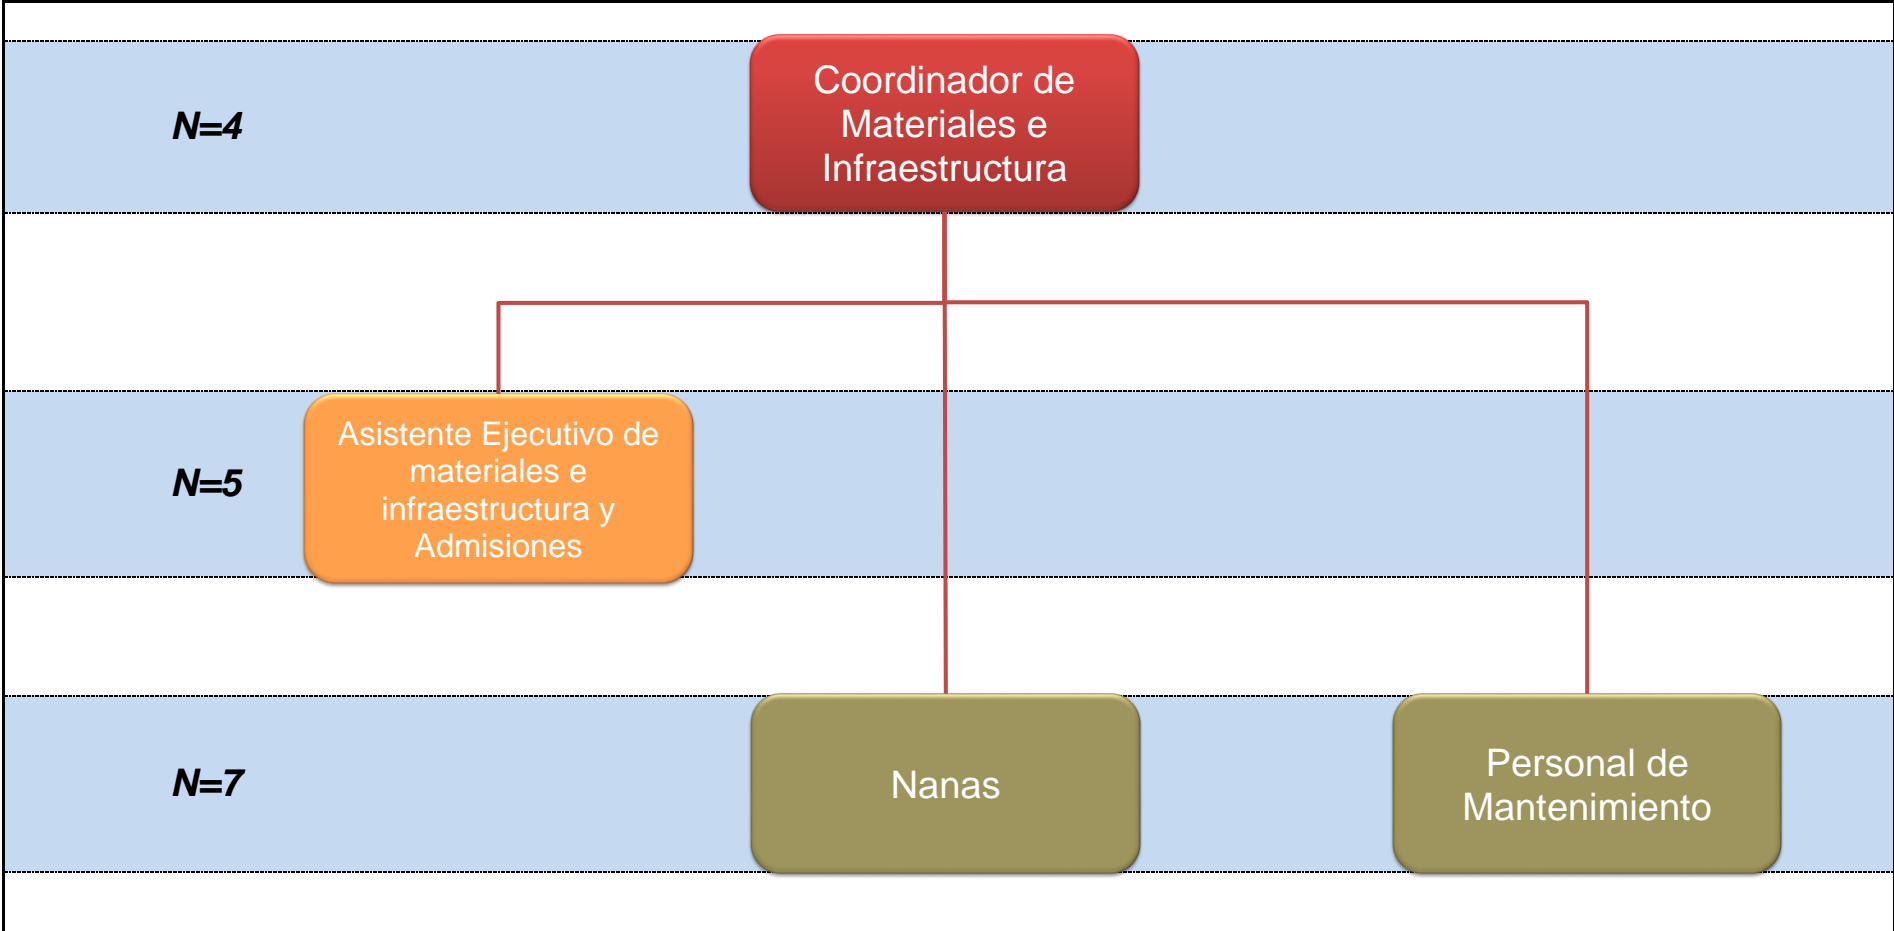 N=4
Coordinador de
Materiales e
Infraestructura
N=5
Asistente Ejecutivo de
materiales e
infraestructura y
Admisiones
N=7
Nanas
Personal de
Mantenimiento